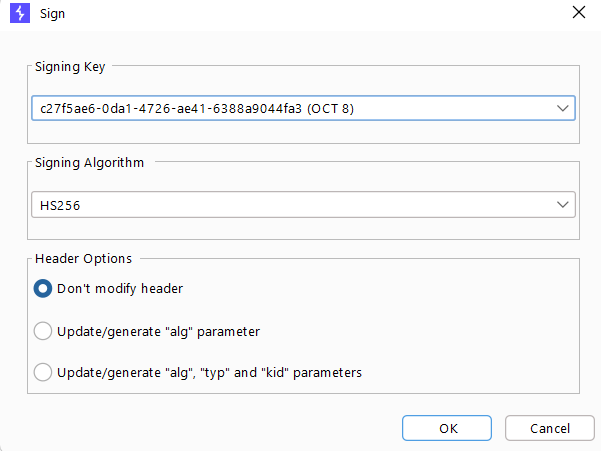 Sign
Signing Key
c27f5ae6-0da1-4726-ae41-6388a9044fa3 (OCT 8)
Signing Algorithm
HS256
Header Options
Don't modify header
Update/generate "alg" parameter
Update/generate "alg", "typ" and "kid" parameters
OK Cancel